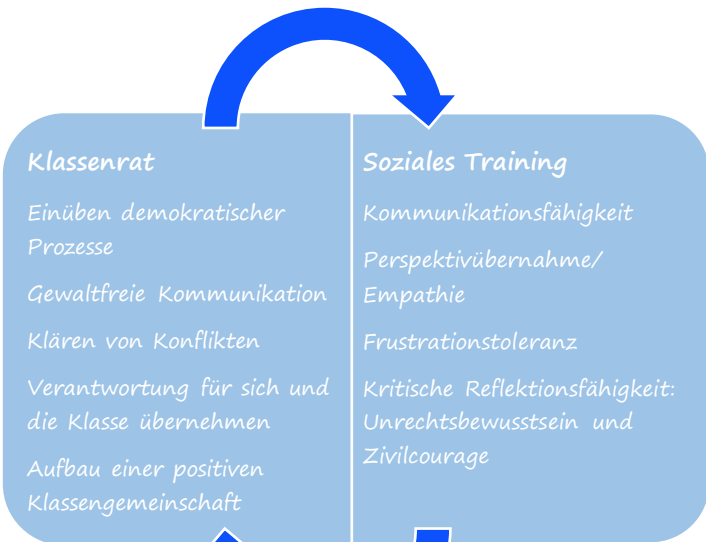 Klassenrat
Einüben demokratischer
Prozesse
Gewaltfreie Kommunikation
Klären von Konflikten
Verantwortung für sich und
die Klasse übernehmen
Aufbau einer positiven
Klassengemeinschaft
Soziales Training
Kommunikationsfähigkeit
Perspektivübernahme/
Empathie
Frustrationstoleranz
Kritische Reflektionsfähigkeit:
Unrechtsbewusstsein und
Zivilcourage